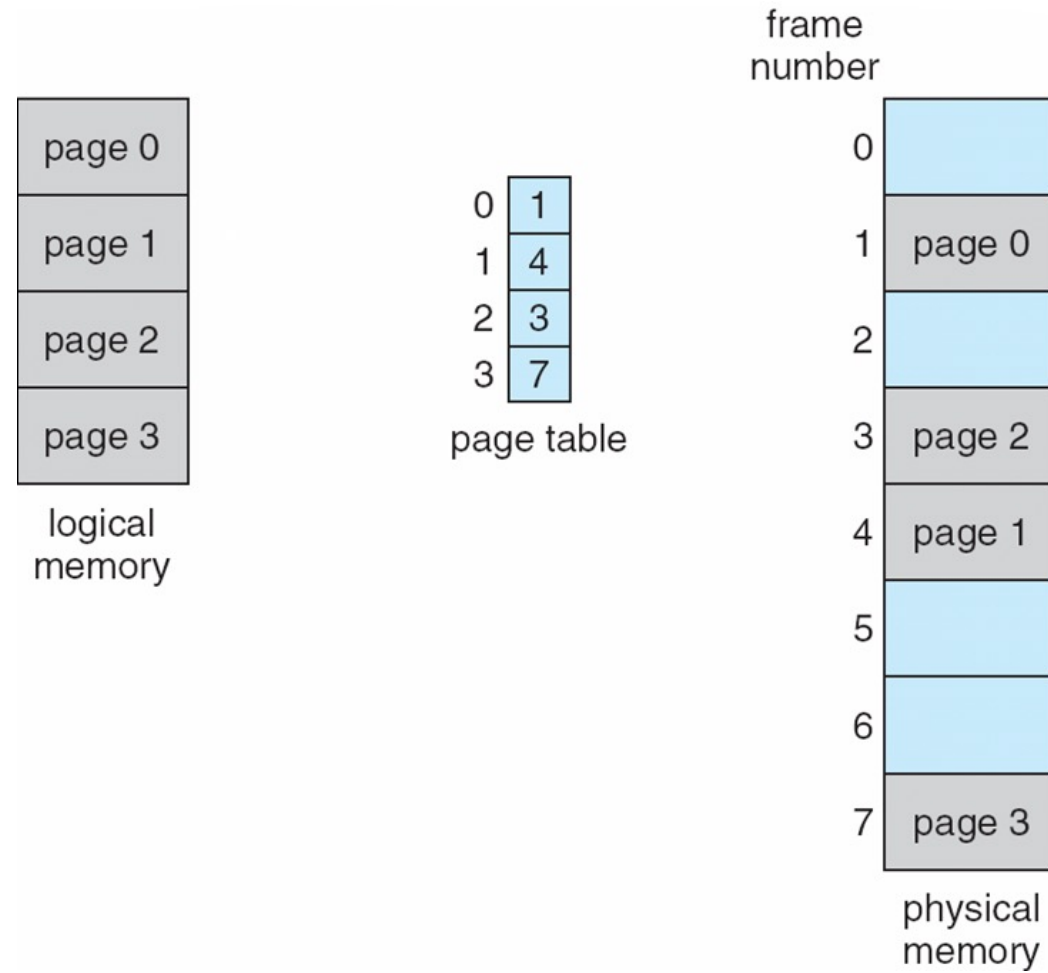 page 0
page 1
page 2
page 3
logical
memory
0 1
1 4
2 3
3 7
page table
frame
number
0
1 page 0
2
3 page 2
4 page 1
5
6
7 page 3
physical
memory